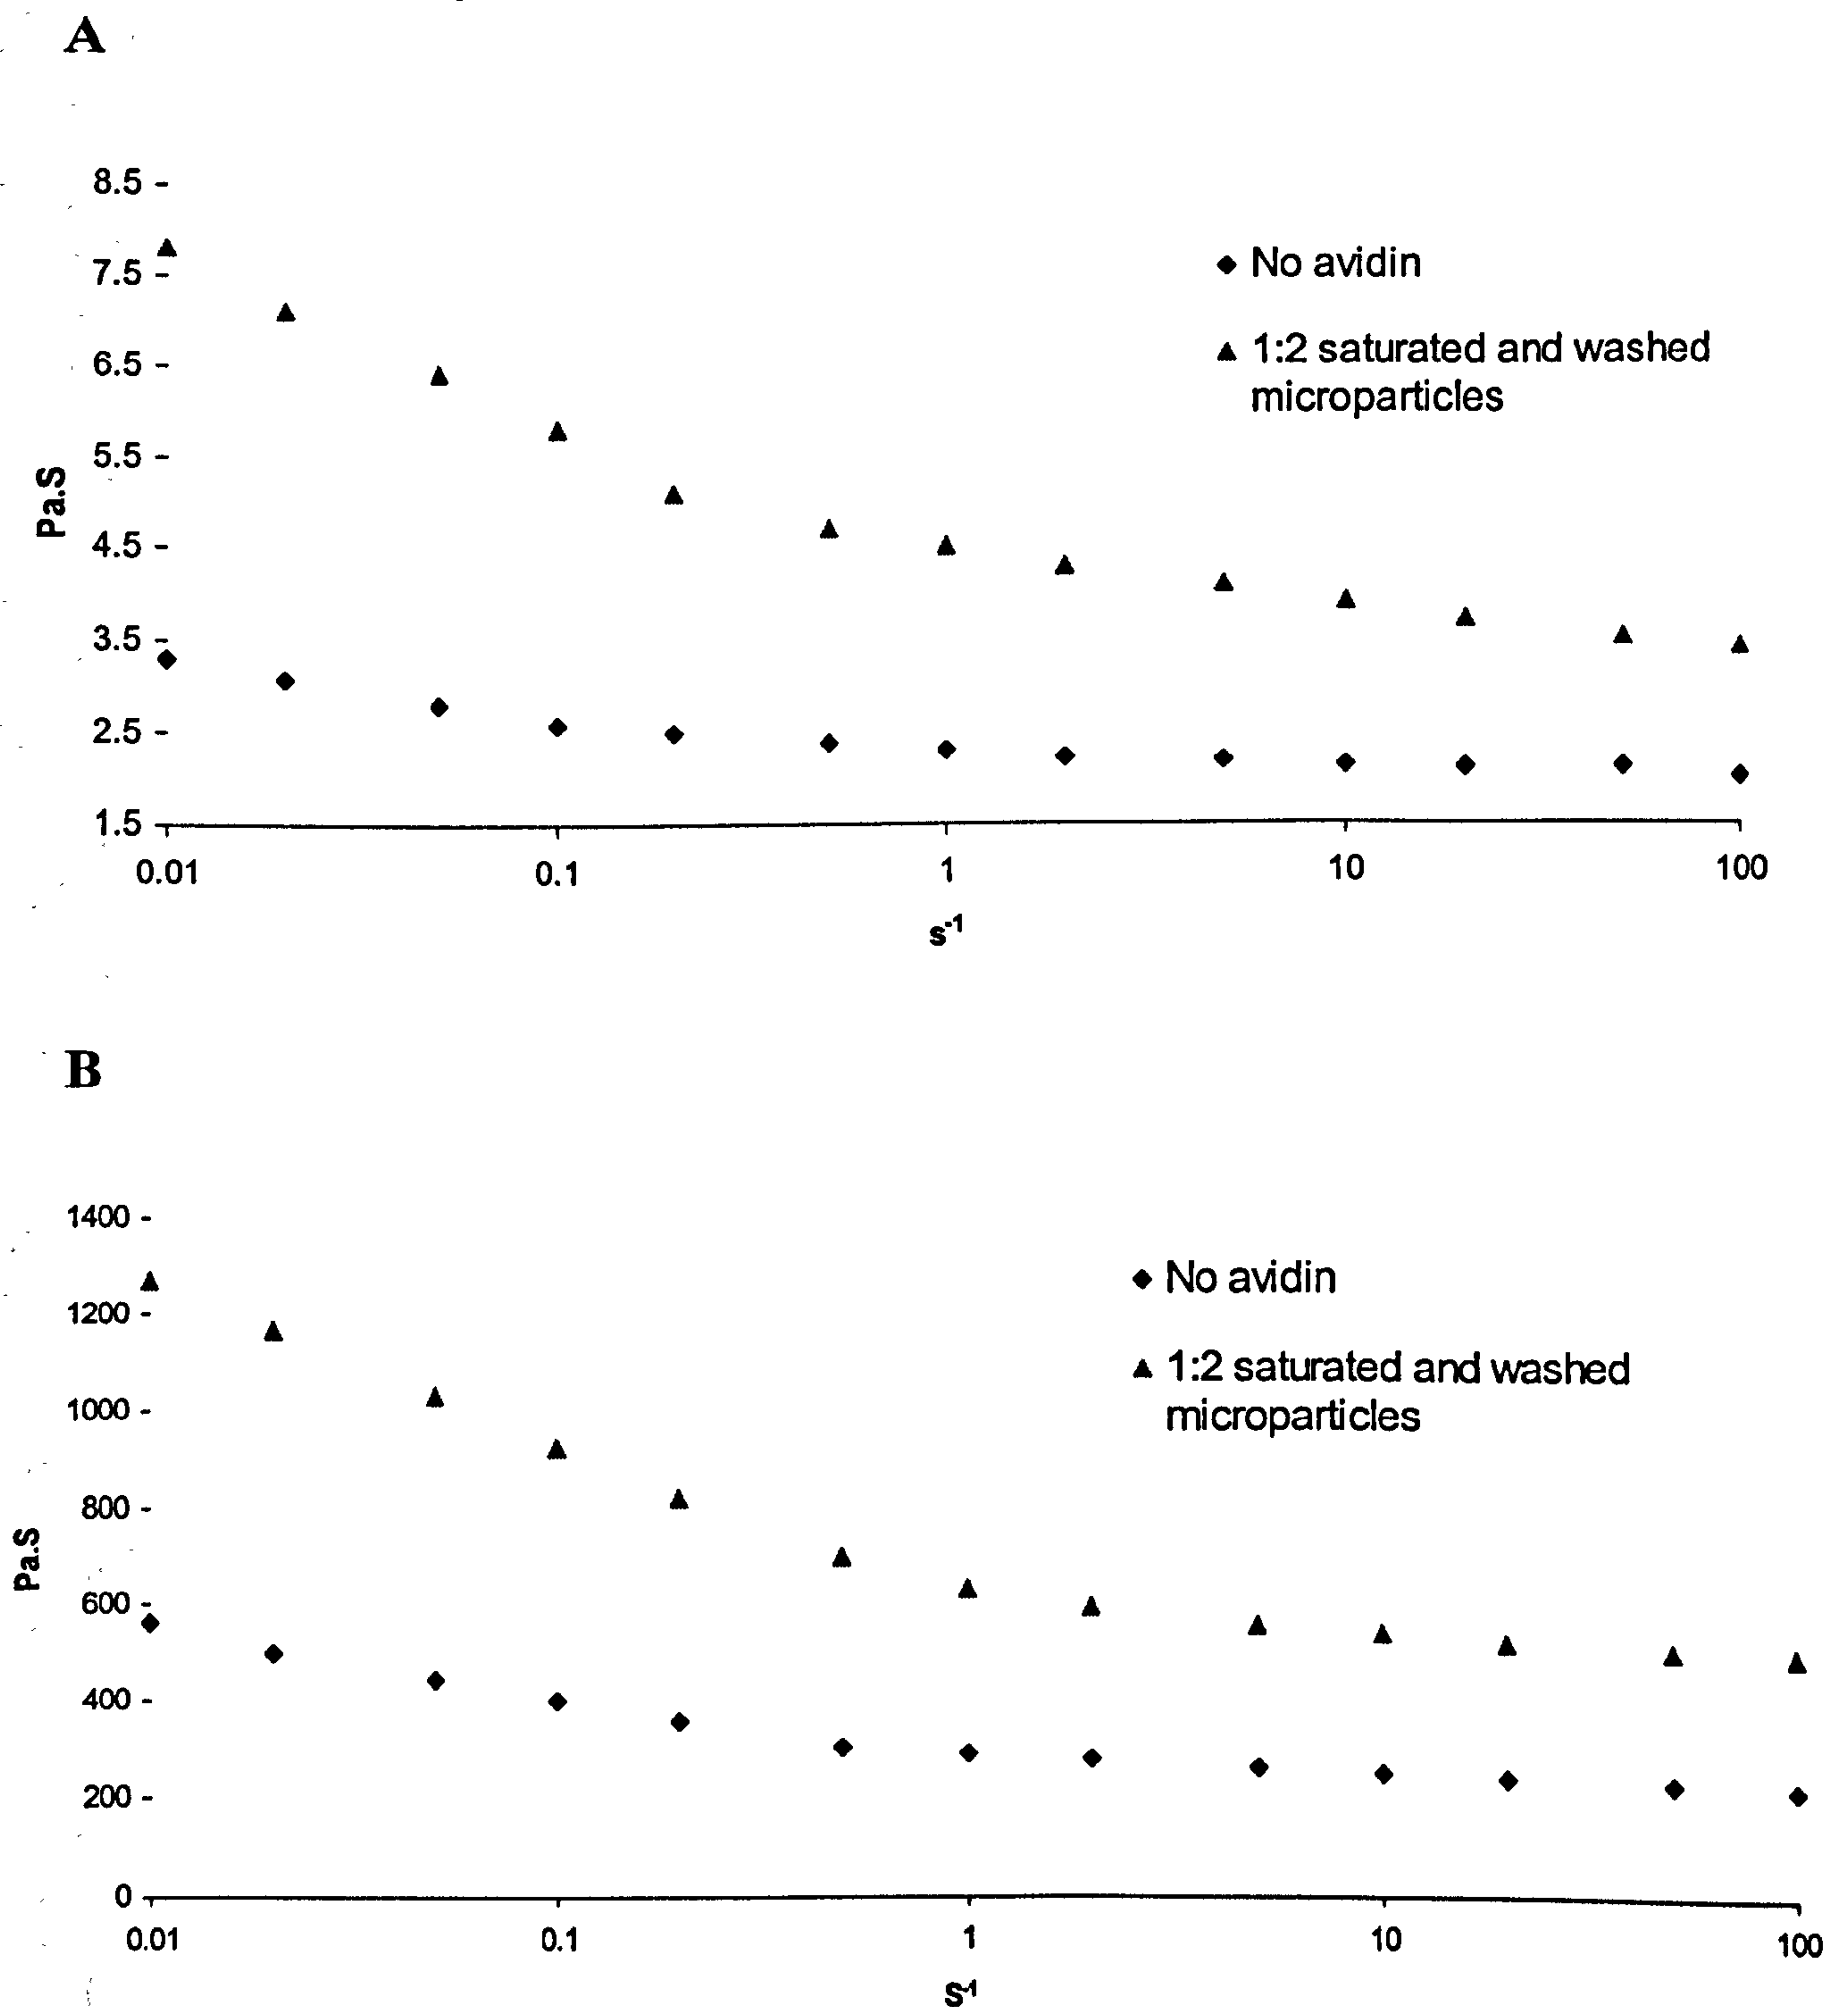 A
8.5
7.5
6.5
5.5
4.5
3.5
2.5
1.5
Pa.S
No avidin
1:2 saturated and washed
microparticles
0.01 0.1 1 10 100
s-1
B
1400
1200
1000
800
600
400
200
0
Pa.S
No avidin
1:2 saturated and washed
microparticles
0.01 0.1 1 10 100
S-1